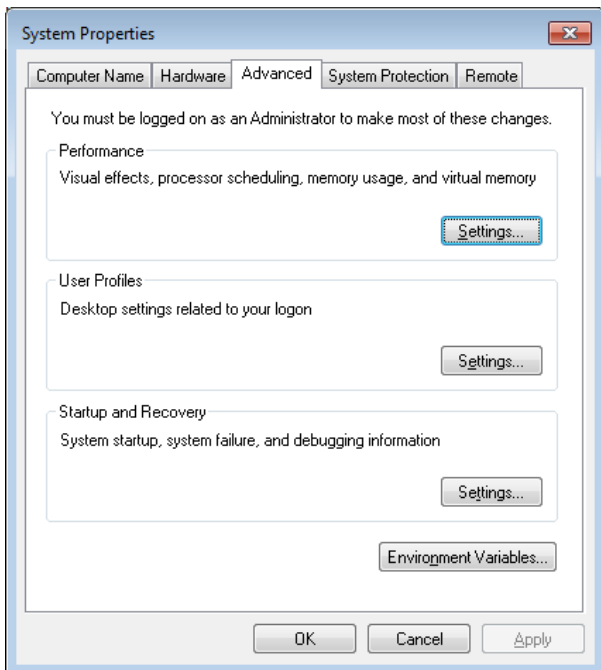 System Properties
Computer Name Hardware Advanced System Protection Remote
You must be logged on as an Administrator to make most of these changes.
Performance
Visual effects, processor scheduling, memory usage, and virtual memory
Settings...
User Profiles
Desktop settings related to your logon
Settings...
Startup and Recovery
System startup, system failure, and debugging information
Settings...
Environment Variables...
OK Cancel Apply